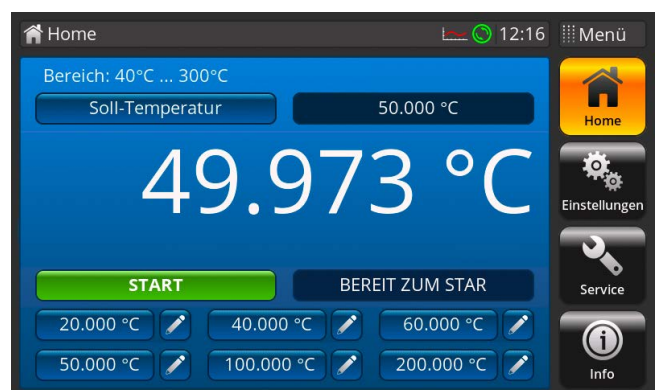 Home 12:16 Menü
Bereich: 40°C ... 300°C
Soll-Temperatur 50.000 °C
49.973 °C
START BEREIT ZUM STAR
20.000 °C 40.000 °C 60.000 °C
50.000 °C 100.000 °C 200.000 °C
Home
Einstellungen
Service
Info